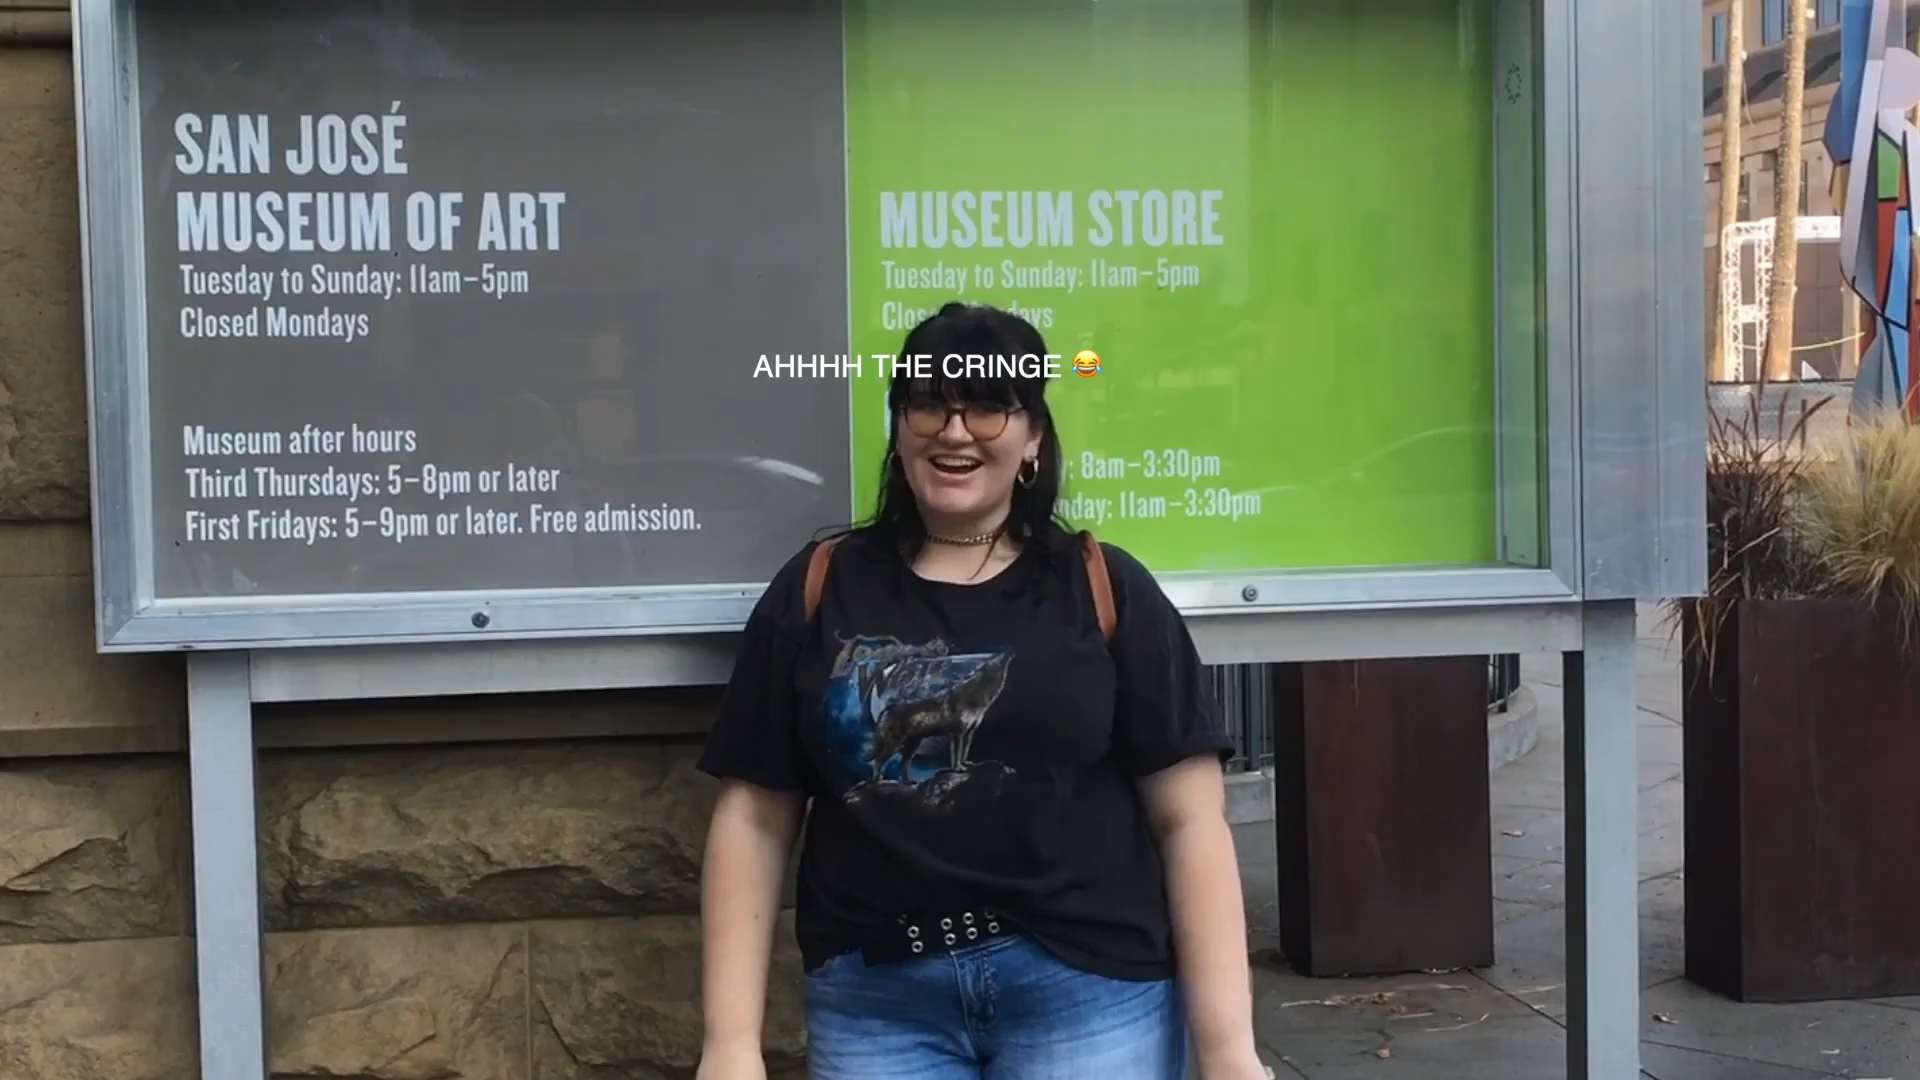 SAN JOSÉ
MUSEUM OF ART
Tuesday to Sunday: 11am–5pm
Closed Mondays
Museum after hours
Third Thursdays: 5–8pm or later
First Fridays: 5–9pm or later. Free admission.
MUSEUM STORE
Tuesday to Sunday: 11am–5pm
AHHHH THE CRINGE 😂
8am–3:30pm
11am–3:30pm